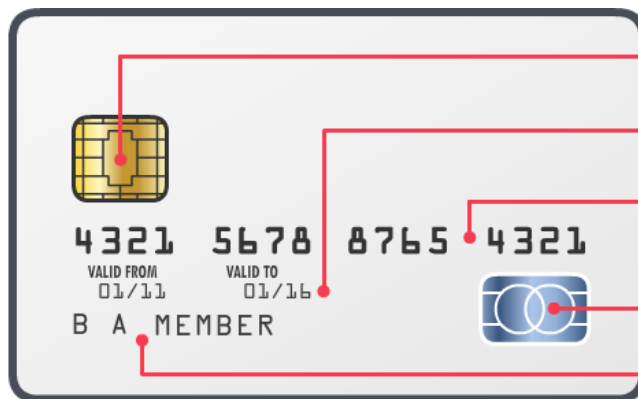 4321 5678 8765 4321
VALID FROM VALID TO
01/11 01/16
B A MEMBER